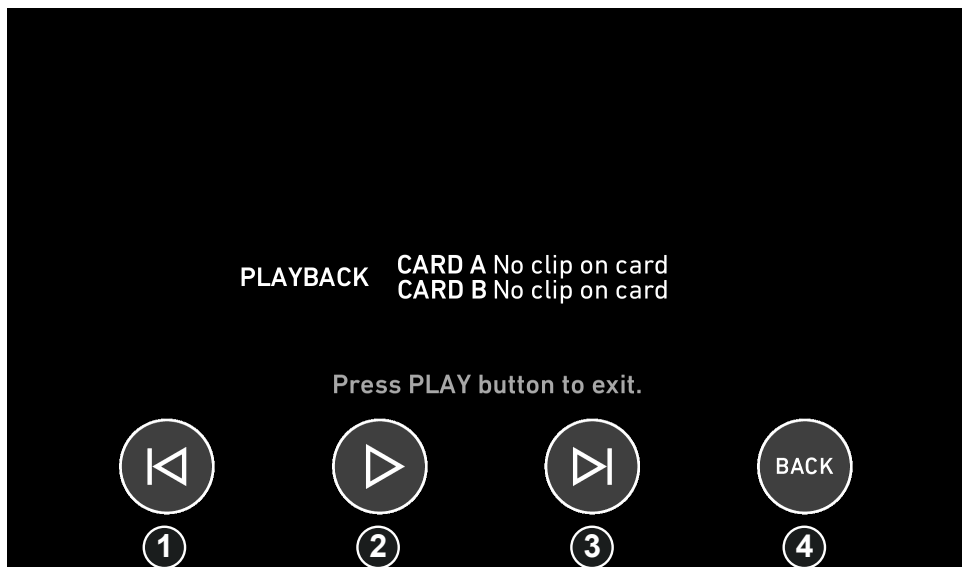 PLAYBACK
CARD A No clip on card
CARD B No clip on card
Press PLAY button to exit.
BACK
1 2 3 4